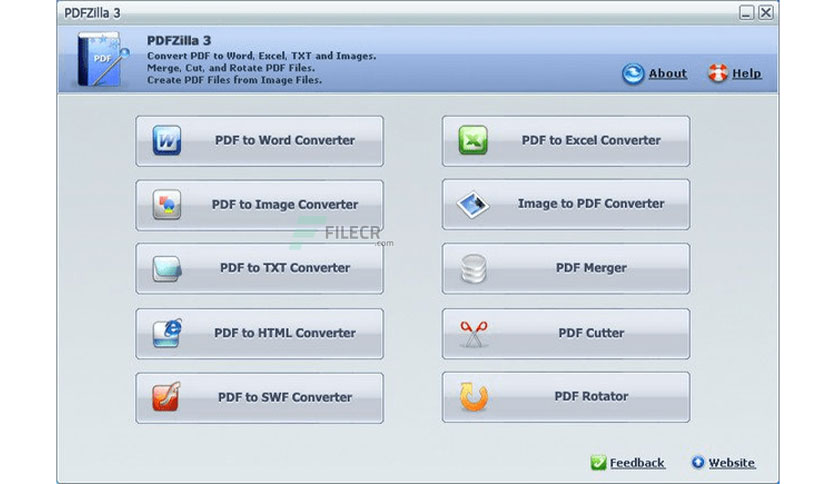 PDFZilla 3
PDF
PDFZilla 3
Convert PDF to Word, Excel, TXT and Images.
Merge, Cut, and Rotate PDF Files.
Create PDF Files from Image Files.
About
Help
W
PDF to Word Converter
X
PDF to Excel Converter
PDF to Image Converter
Image to PDF Converter
FILECR
.com
PDF to TXT Converter
PDF Merger
PDF to HTML Converter
PDF Cutter
PDF to SWF Converter
PDF Rotator
Feedback
Website